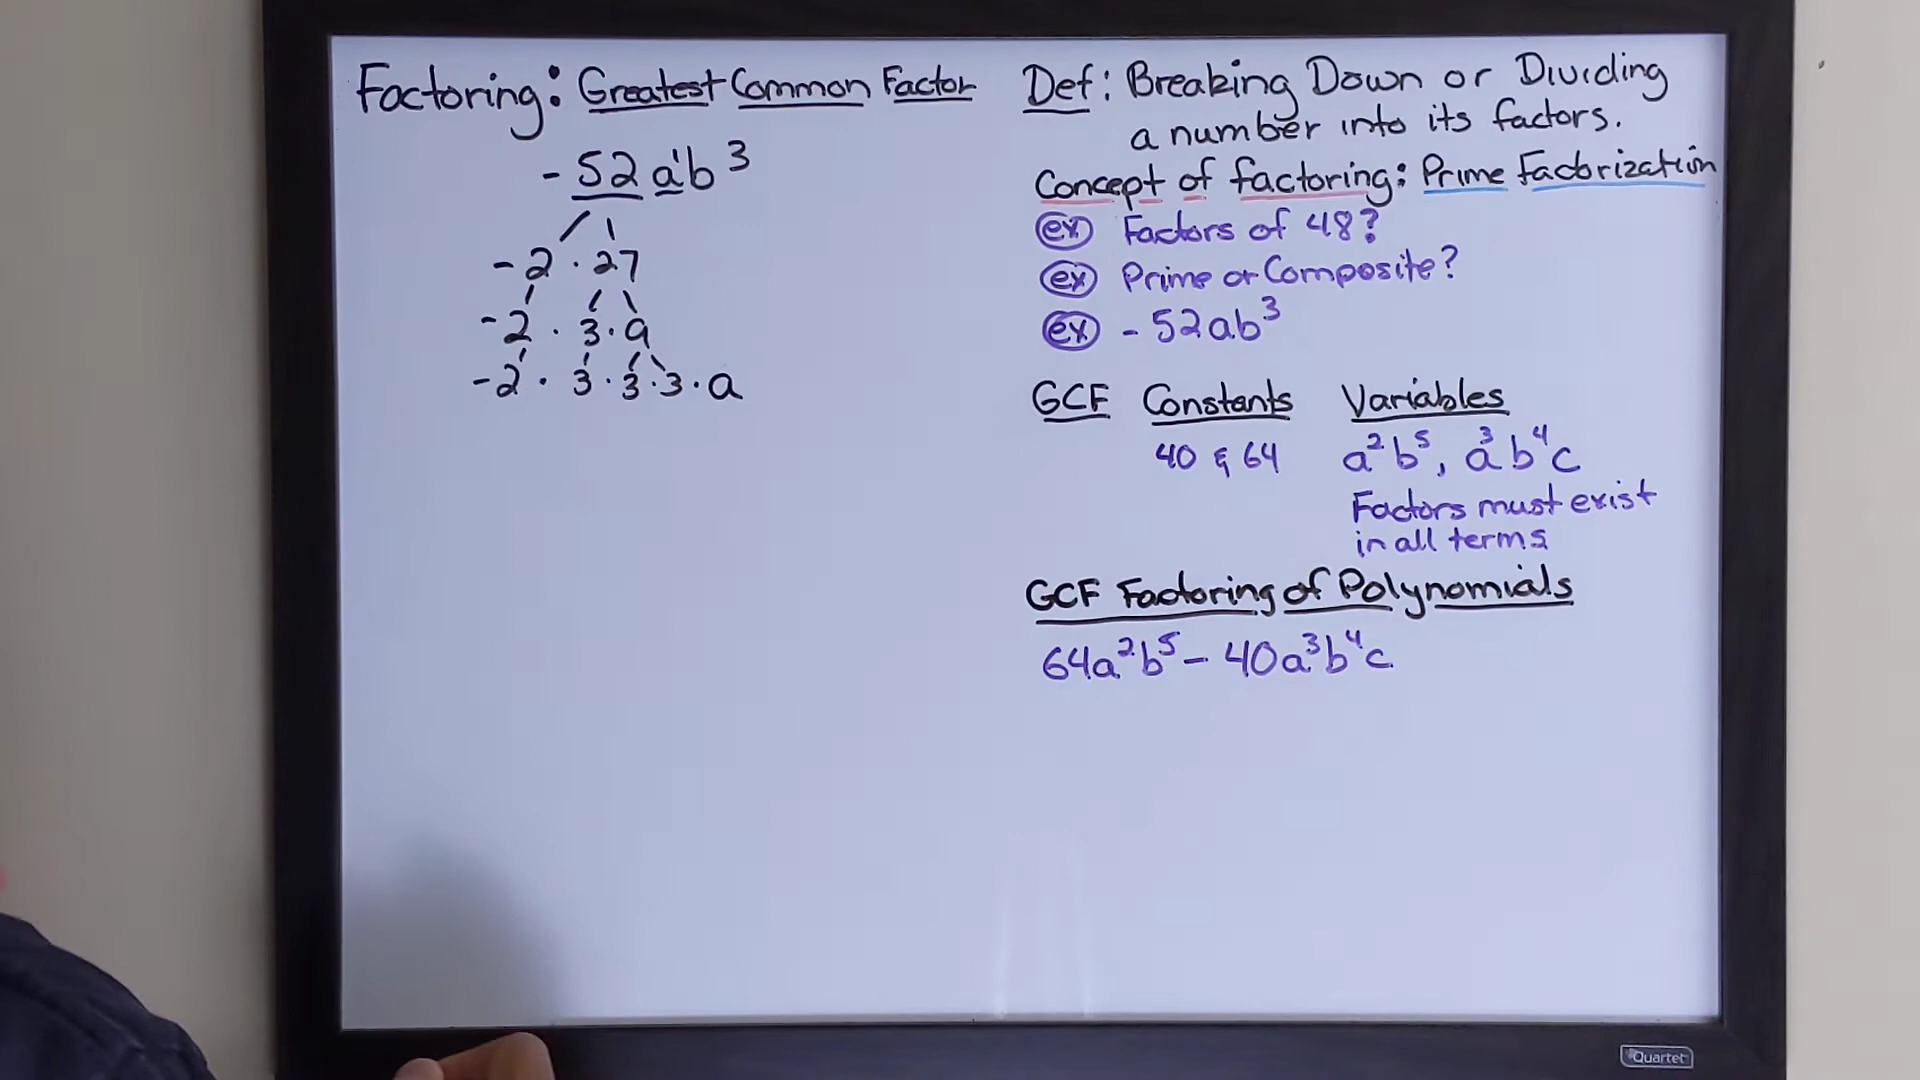 Factoring: Greatest Common Factor
- 52a¹b³
- 2 · 27
- 2 · 3 · 9
- 2 · 3 · 3 · 3 · a
Def: Breaking Down or Dividing
a number into its factors.
Concept of factoring: Prime Factorization
ex Factors of 48?
ex Prime or Composite?
ex - 52ab³
GCF Constants Variables
40 & 64 a²b⁵, a³b⁴c
Factors must exist
in all terms
GCF Factoring of Polynomials
64a²b⁵ - 40a³b⁴c
Quartet